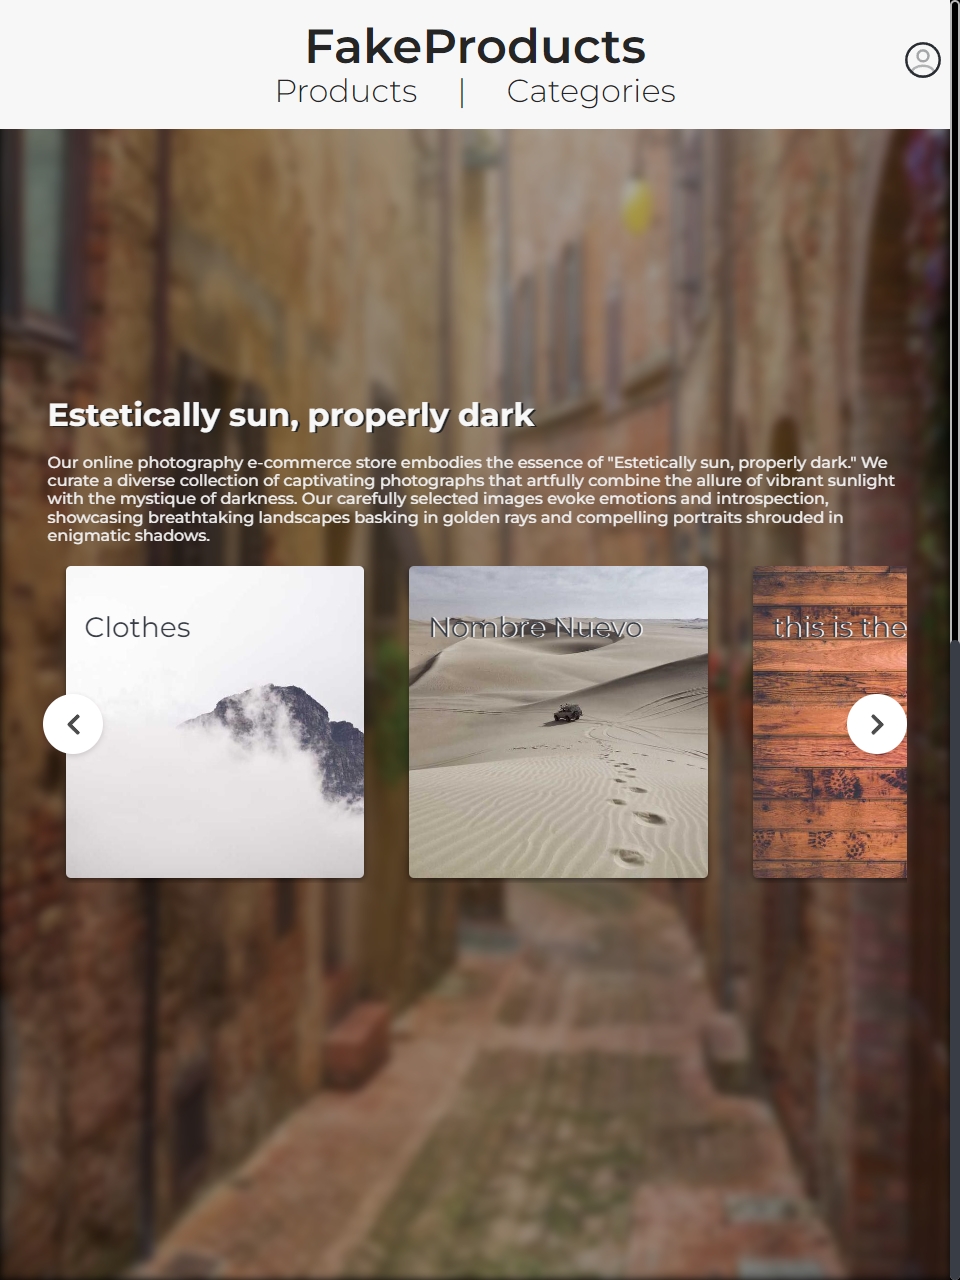 FakeProducts
Products | Categories
Estetically sun, properly dark
Our online photography e-commerce store embodies the essence of "Estetically sun, properly dark." We
curate a diverse collection of captivating photographs that artfully combine the allure of vibrant sunlight
with the mystique of darkness. Our carefully selected images evoke emotions and introspection,
showcasing breathtaking landscapes basking in golden rays and compelling portraits shrouded in
enigmatic shadows.
Clothes
Nombre Nuevo
this is the